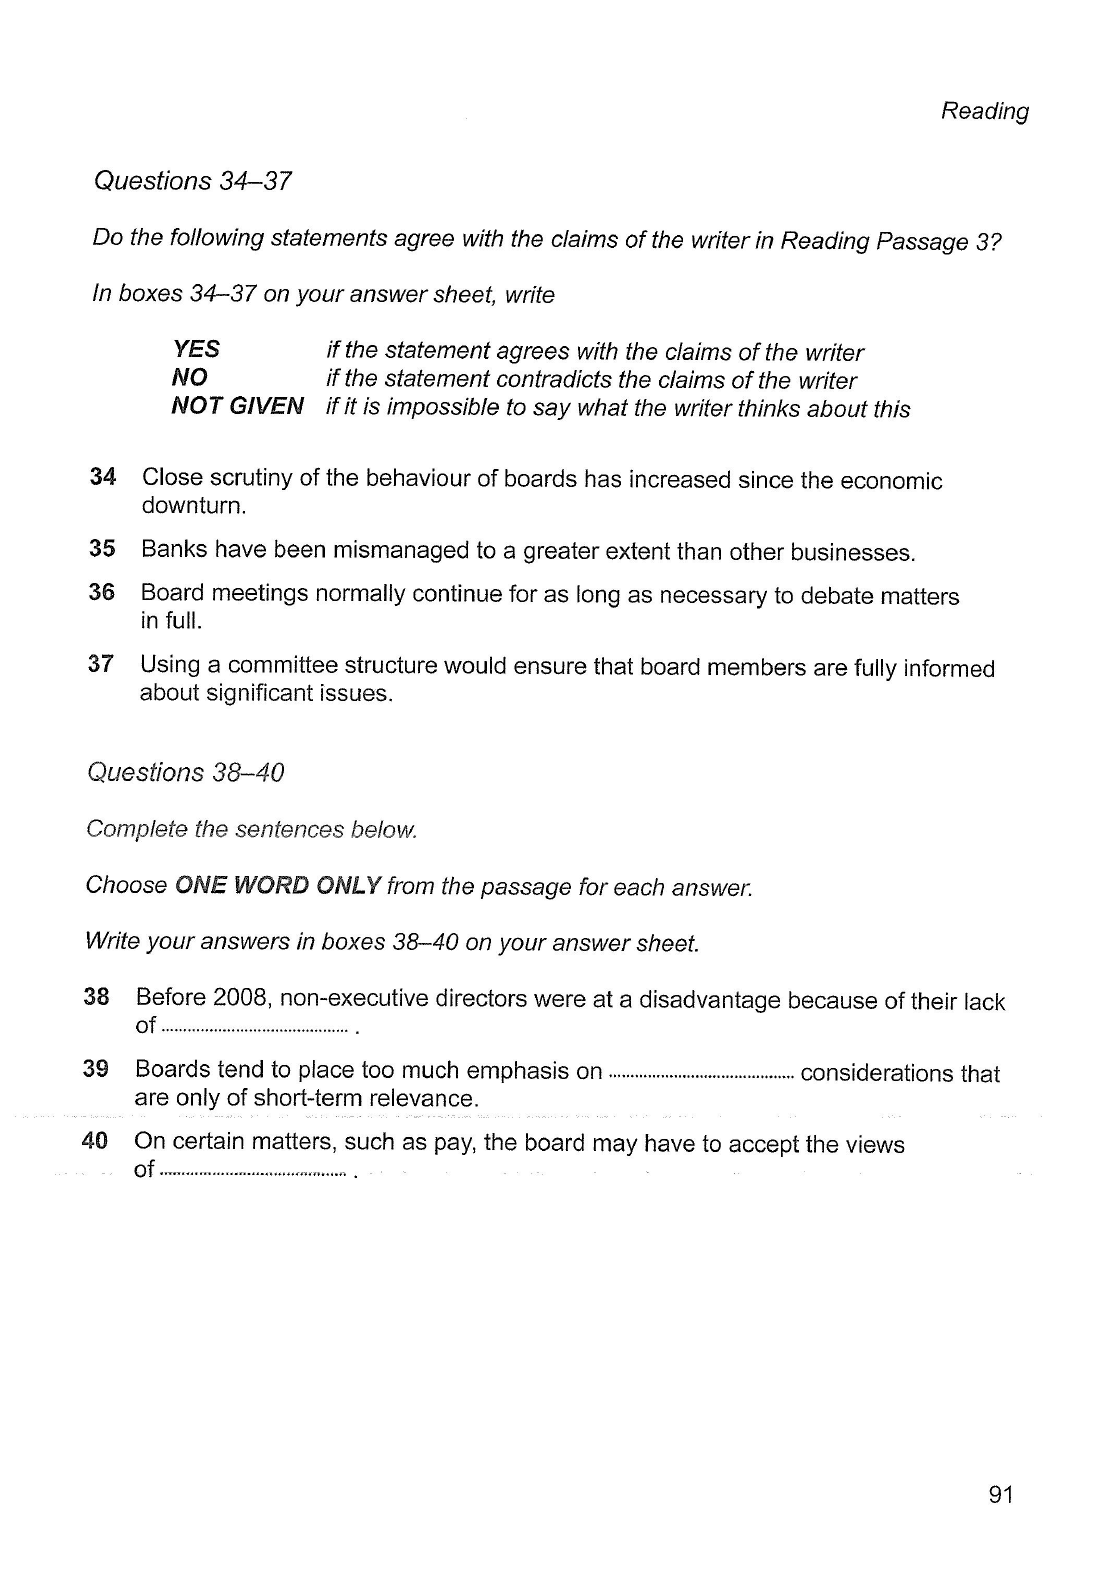 Reading
Questions 34–37
Do the following statements agree with the claims of the writer in Reading Passage 3?
In boxes 34–37 on your answer sheet, write
YES if the statement agrees with the claims of the writer
NO if the statement contradicts the claims of the writer
NOT GIVEN if it is impossible to say what the writer thinks about this
34 Close scrutiny of the behaviour of boards has increased since the economic
downturn.
35 Banks have been mismanaged to a greater extent than other businesses.
36 Board meetings normally continue for as long as necessary to debate matters
in full.
37 Using a committee structure would ensure that board members are fully informed
about significant issues.
Questions 38–40
Complete the sentences below.
Choose ONE WORD ONLY from the passage for each answer.
Write your answers in boxes 38–40 on your answer sheet.
38 Before 2008, non-executive directors were at a disadvantage because of their lack
of ........................................... .
39 Boards tend to place too much emphasis on ........................................... considerations that
are only of short-term relevance.
40 On certain matters, such as pay, the board may have to accept the views
of ........................................... .
91